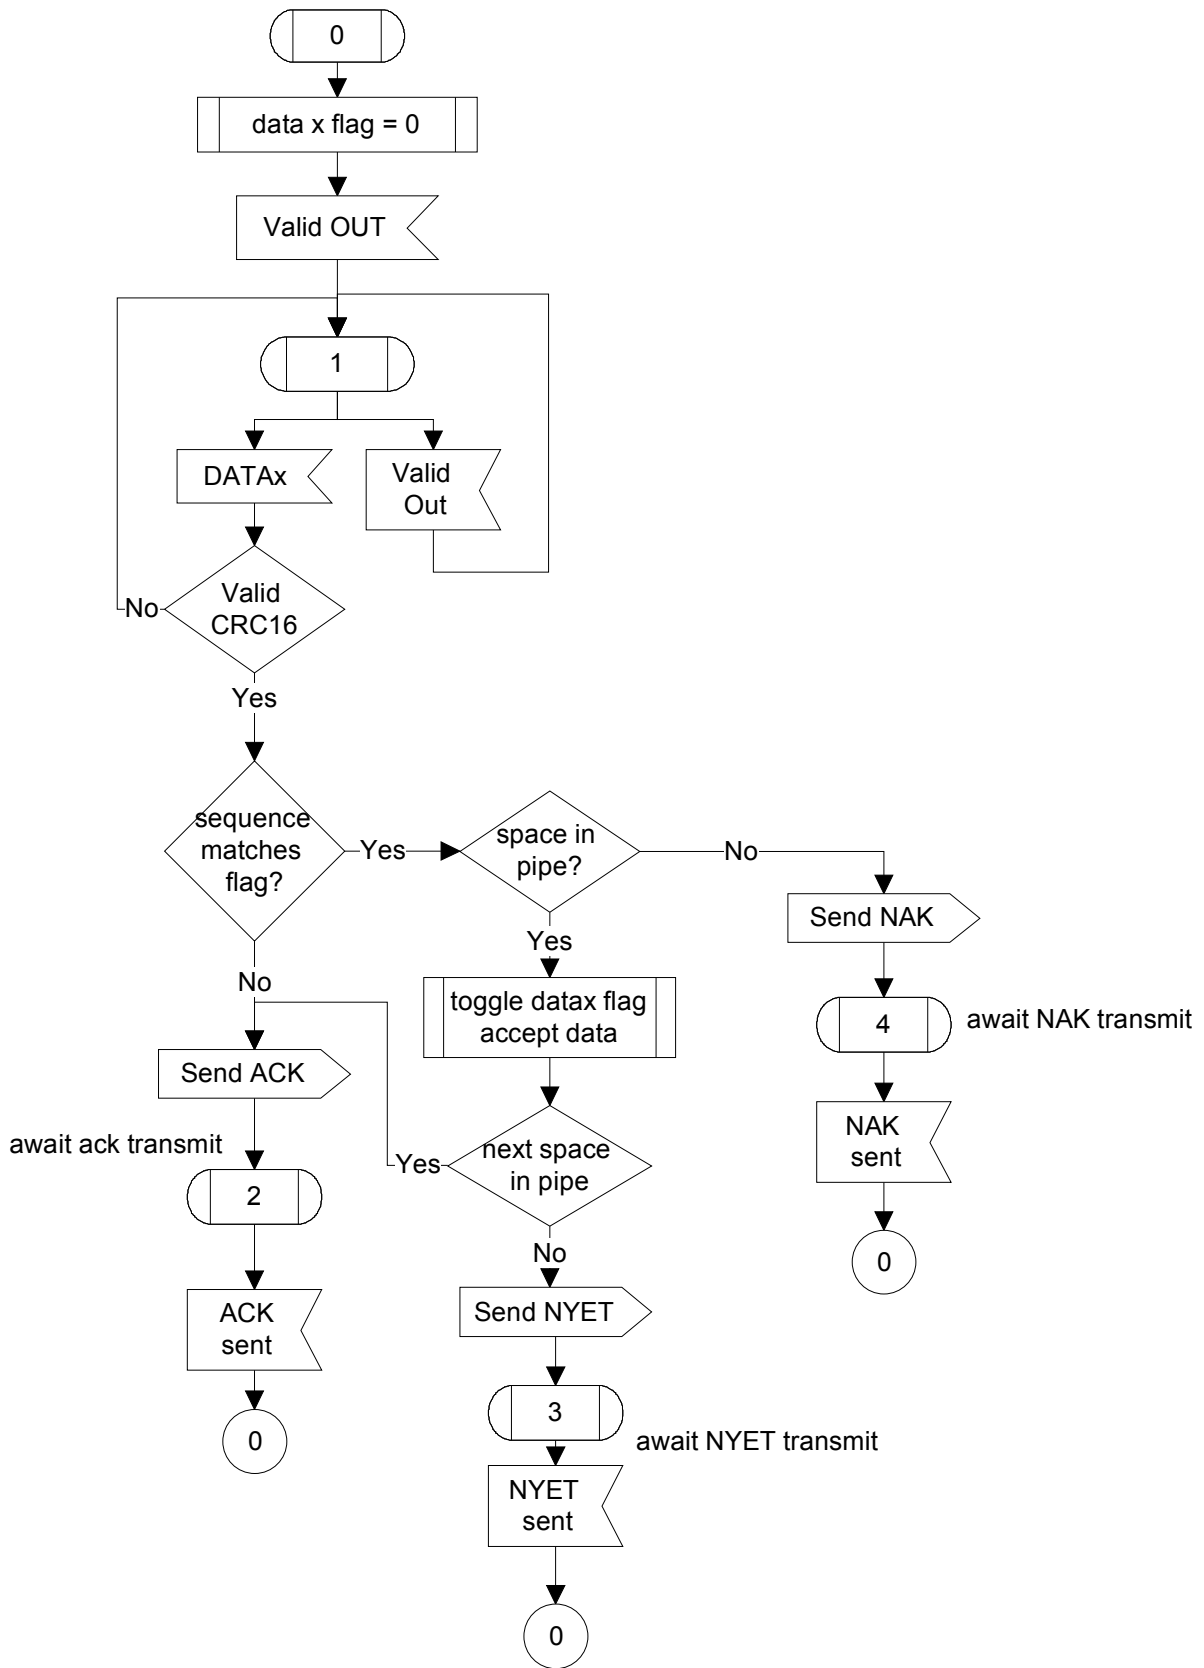 0
data x flag = 0
Valid OUT
1
DATAx
Valid
Out
Valid
CRC16
No
Yes
sequence
matches
flag?
Yes
space in
pipe?
No
Send NAK
Yes
No
toggle datax flag
accept data
4
await NAK transmit
Send ACK
NAK
sent
await ack transmit
Yes
next space
in pipe
2
No
0
ACK
sent
Send NYET
3
0
await NYET transmit
NYET
sent
0